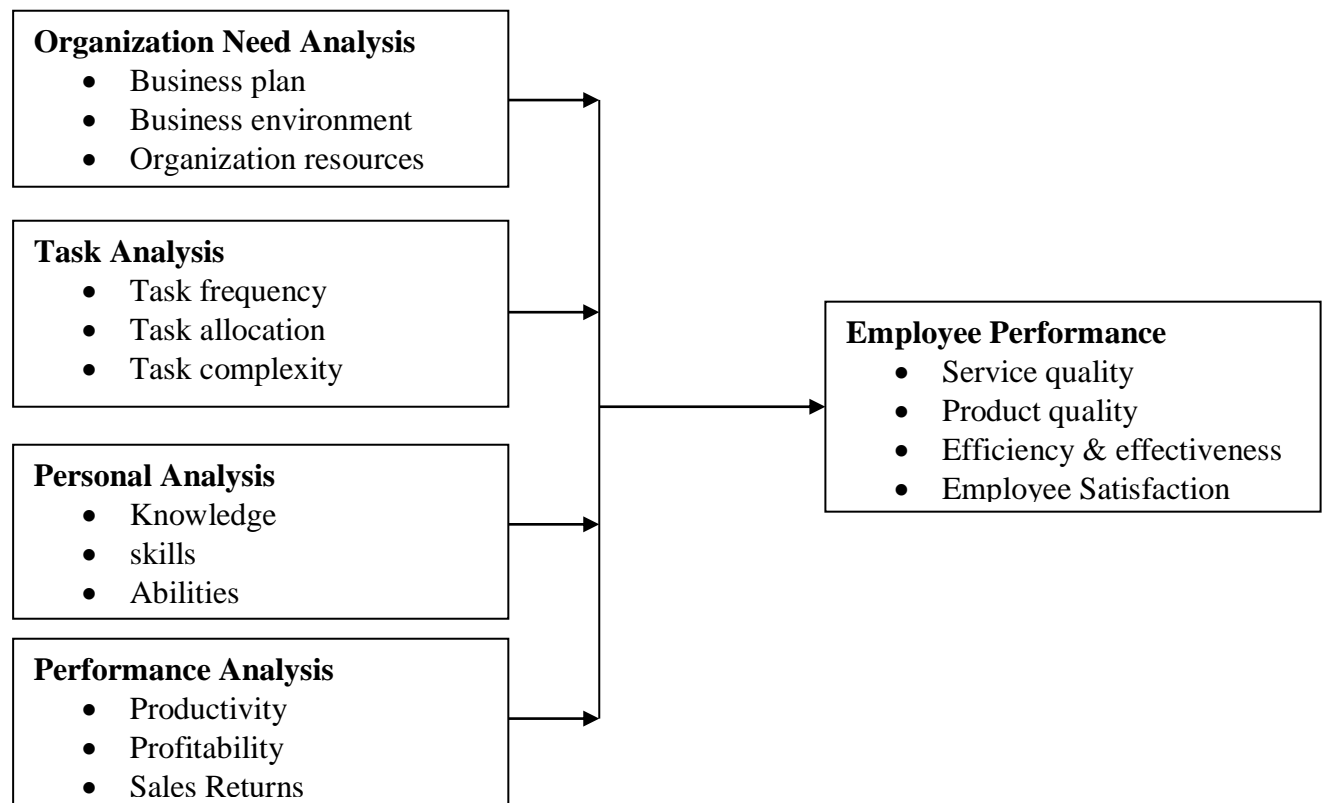 Organization Need Analysis
• Business plan
• Business environment
• Organization resources
Task Analysis
• Task frequency
• Task allocation
• Task complexity
Personal Analysis
• Knowledge
• skills
• Abilities
Performance Analysis
• Productivity
• Profitability
• Sales Returns
Employee Performance
• Service quality
• Product quality
• Efficiency & effectiveness
• Employee Satisfaction